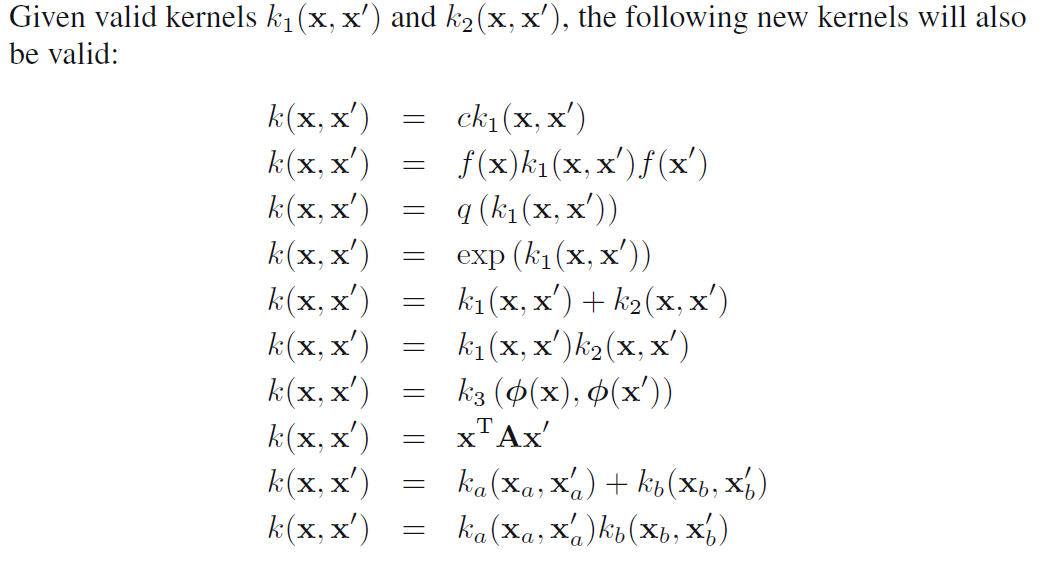 Given valid kernels k₁(x, x′) and k₂(x, x′), the following new kernels will also
be valid:
k(x, x′) = ck₁(x, x′)
k(x, x′) = f(x)k₁(x, x′)f(x′)
k(x, x′) = q (k₁(x, x′))
k(x, x′) = exp (k₁(x, x′))
k(x, x′) = k₁(x, x′) + k₂(x, x′)
k(x, x′) = k₁(x, x′)k₂(x, x′)
k(x, x′) = k₃ (ϕ(x), ϕ(x′))
k(x, x′) = xᵀAx′
k(x, x′) = kₐ(xₐ, x′ₐ) + k_b(x_b, x′_b)
k(x, x′) = kₐ(xₐ, x′ₐ)k_b(x_b, x′_b)